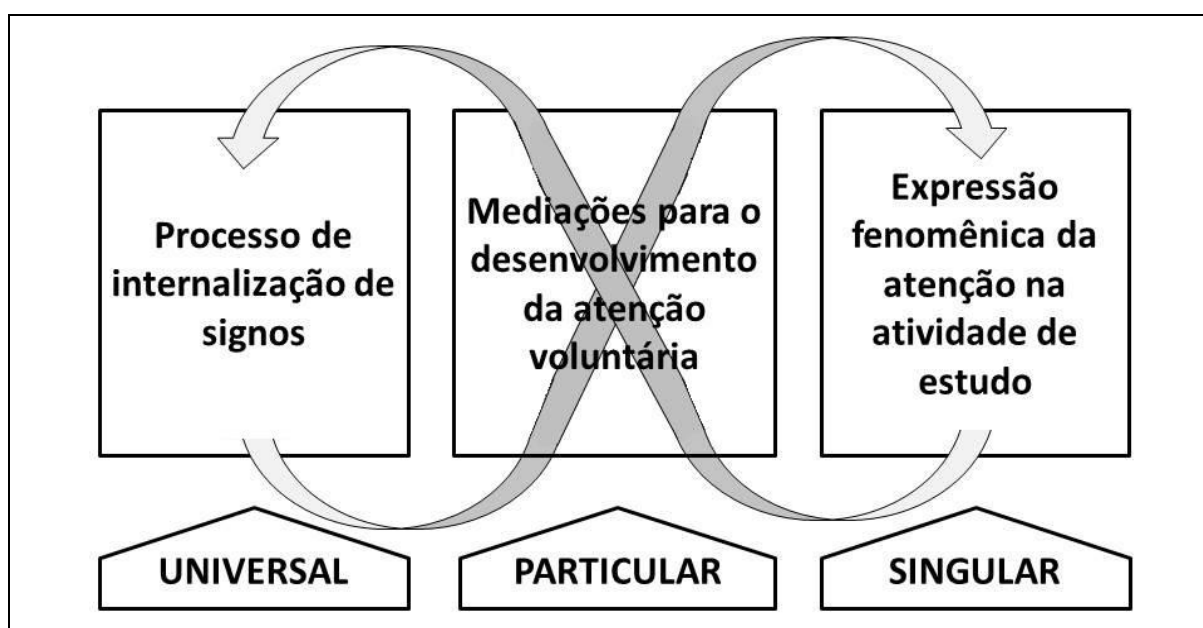 Processo de
internalização de
signos
Mediações para o
desenvolvimento
da atenção
voluntária
Expressão
fenomênica da
atenção na
atividade de
estudo
UNIVERSAL
PARTICULAR
SINGULAR